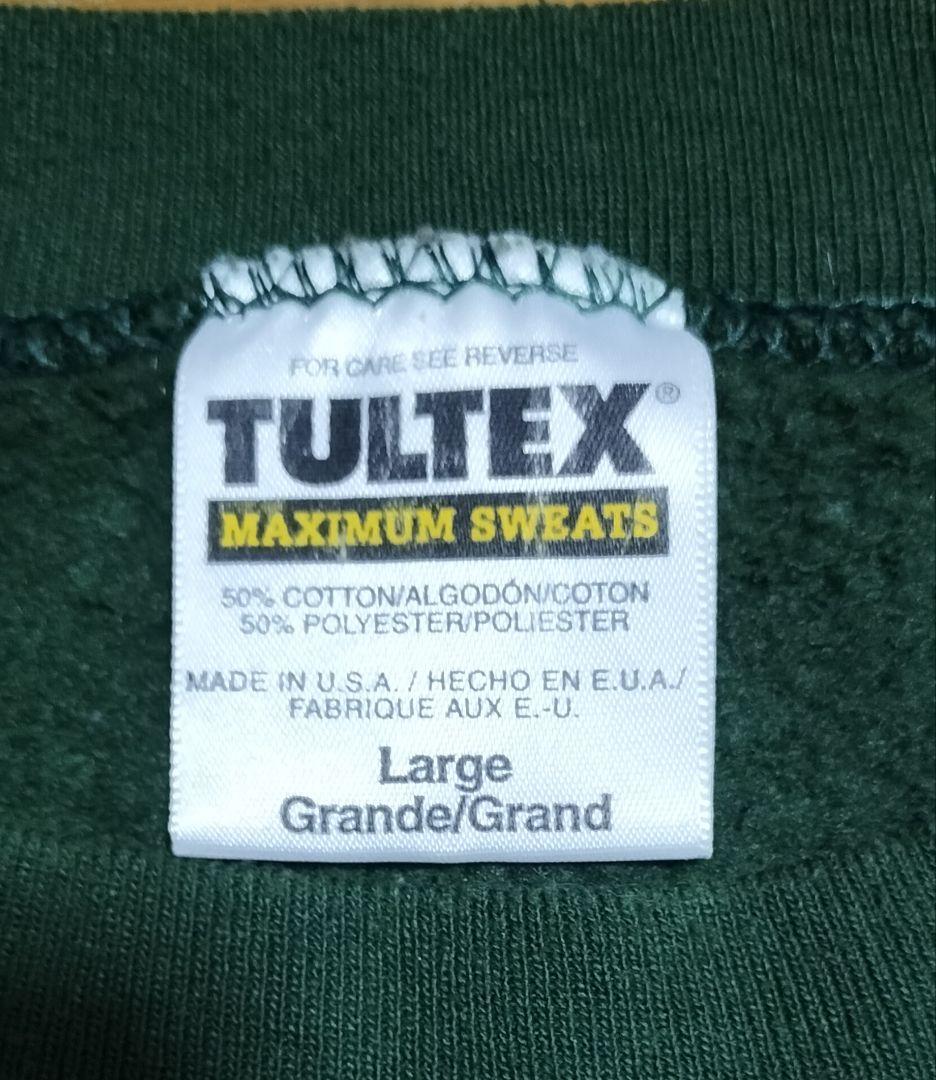 FOR CARE SEE REVERSE
TULTEX®
MAXIMUM SWEATS
50% COTTON/ALGODÓN/COTON
50% POLYESTER/POLIESTER
MADE IN U.S.A. / HECHO EN E.U.A./
FABRIQUE AUX E.-U.
Large
Grande/Grand